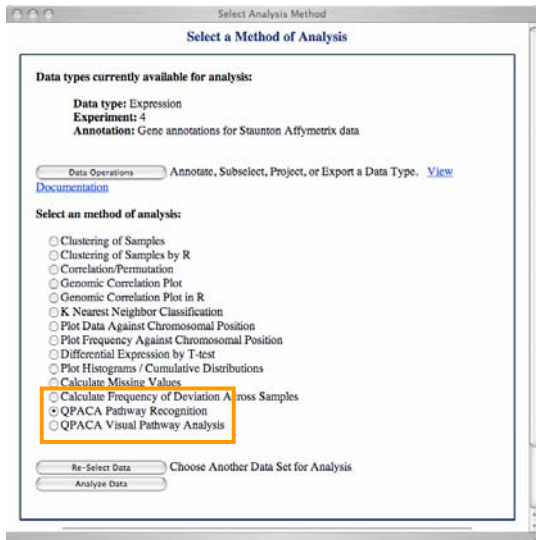 Select Analysis Method
Select a Method of Analysis
Data types currently available for analysis:
Data type: Expression
Experiment: 4
Annotation: Gene annotations for Staunton Affymetrix data
Data Operations Annotate, Subselect, Project, or Export a Data Type. View
Documentation
Select an method of analysis:
Clustering of Samples
Clustering of Samples by R
Correlation/Permutation
Genomic Correlation Plot
Genomic Correlation Plot in R
K Nearest Neighbor Classification
Plot Data Against Chromosomal Position
Plot Frequency Against Chromosomal Position
Differential Expression by T-test
Plot Histograms / Cumulative Distributions
Calculate Missing Values
Calculate Frequency of Deviation Across Samples
QPACA Pathway Recognition
QPACA Visual Pathway Analysis
Re-Select Data Choose Another Data Set for Analysis
Analyze Data